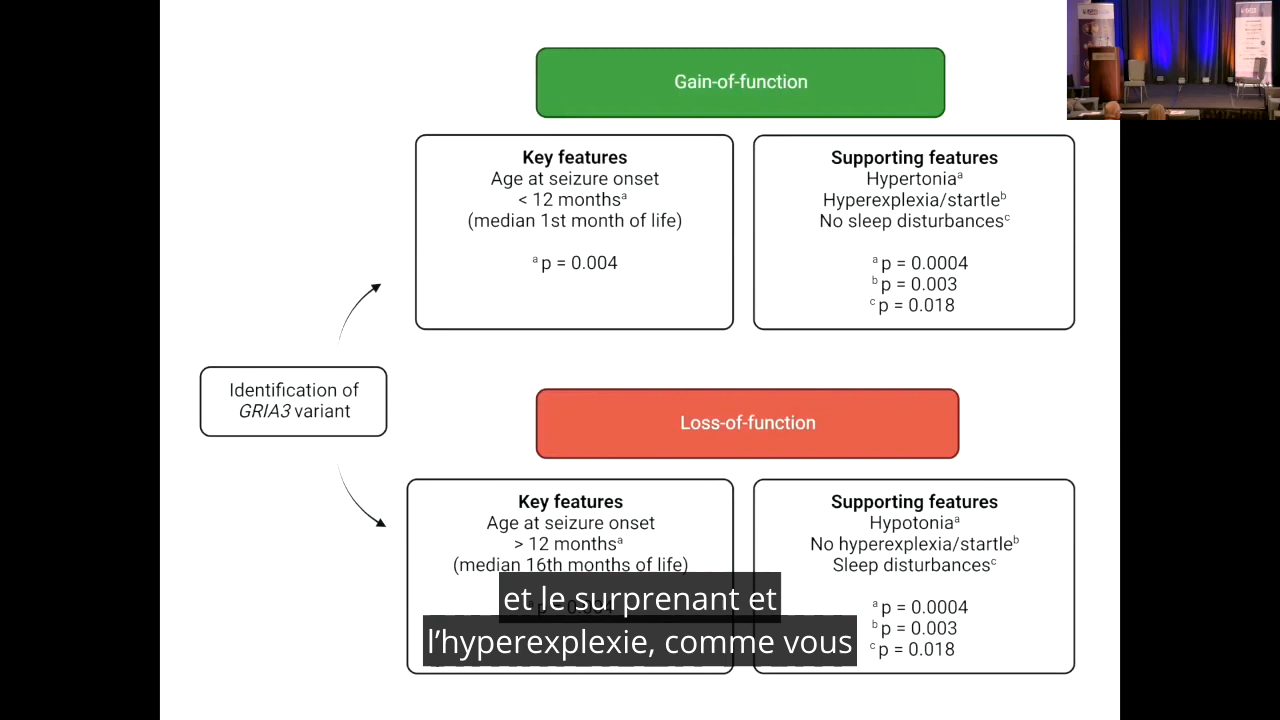 Gain-of-function
Key features
Age at seizure onset
< 12 monthsᵃ
(median 1st month of life)
ᵃ p = 0.004
Supporting features
Hypertoniaᵃ
Hyperexplexia/startleᵇ
No sleep disturbancesᶜ
ᵃ p = 0.0004
ᵇ p = 0.003
ᶜ p = 0.018
Identification of
GRIA3 variant
Loss-of-function
Key features
Age at seizure onset
> 12 monthsᵃ
(median 16th months of life)
Supporting features
Hypotoniaᵃ
No hyperexplexia/startleᵇ
Sleep disturbancesᶜ
ᵃ p = 0.0004
ᵇ p = 0.003
ᶜ p = 0.018
et le surprenant et
l’hyperexplexie, comme vous